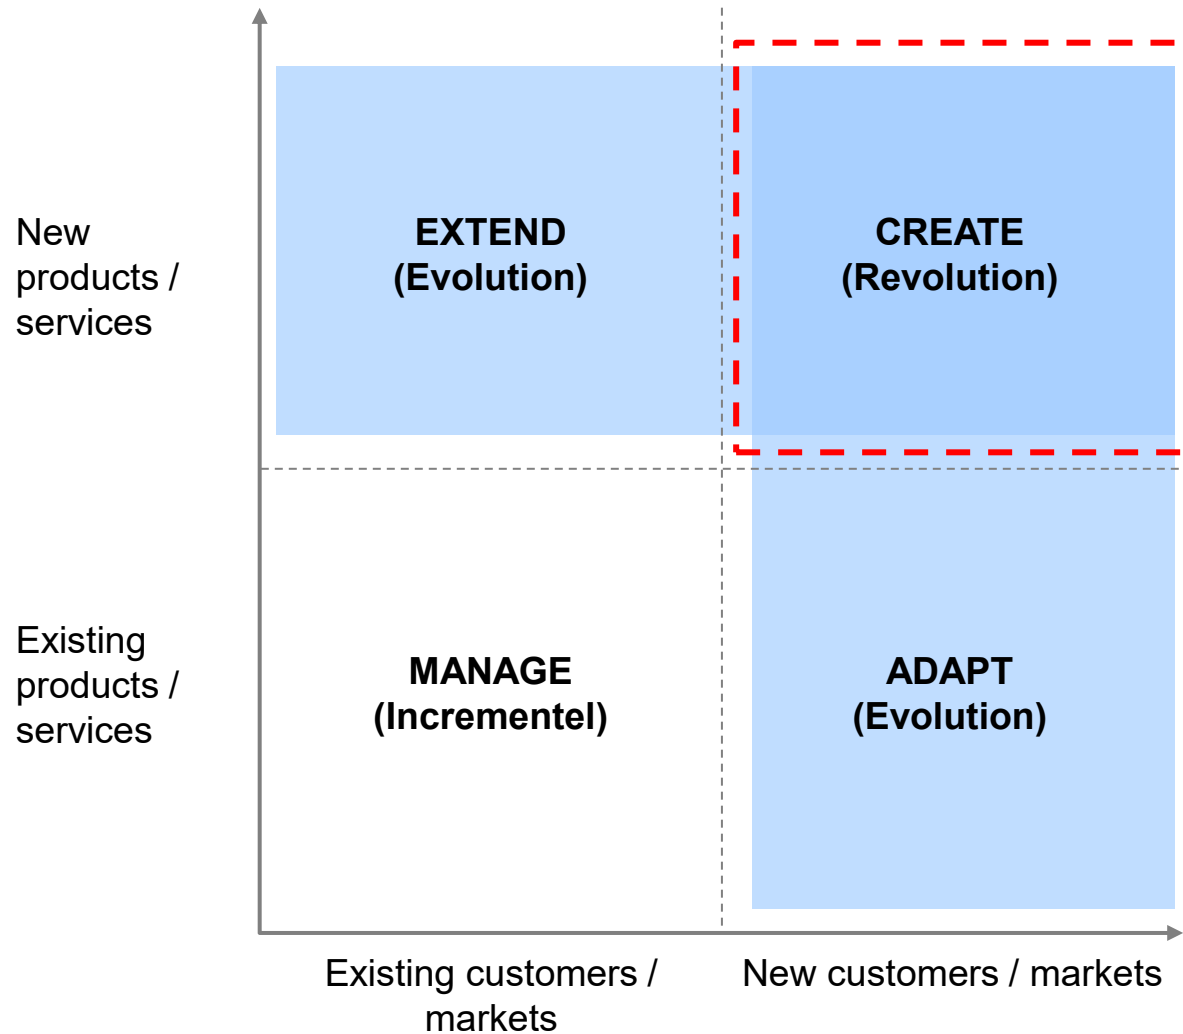 New
products /
services
EXTEND
(Evolution)
CREATE
(Revolution)
Existing
products /
services
MANAGE
(Incrementel)
ADAPT
(Evolution)
Existing customers /
markets
New customers / markets